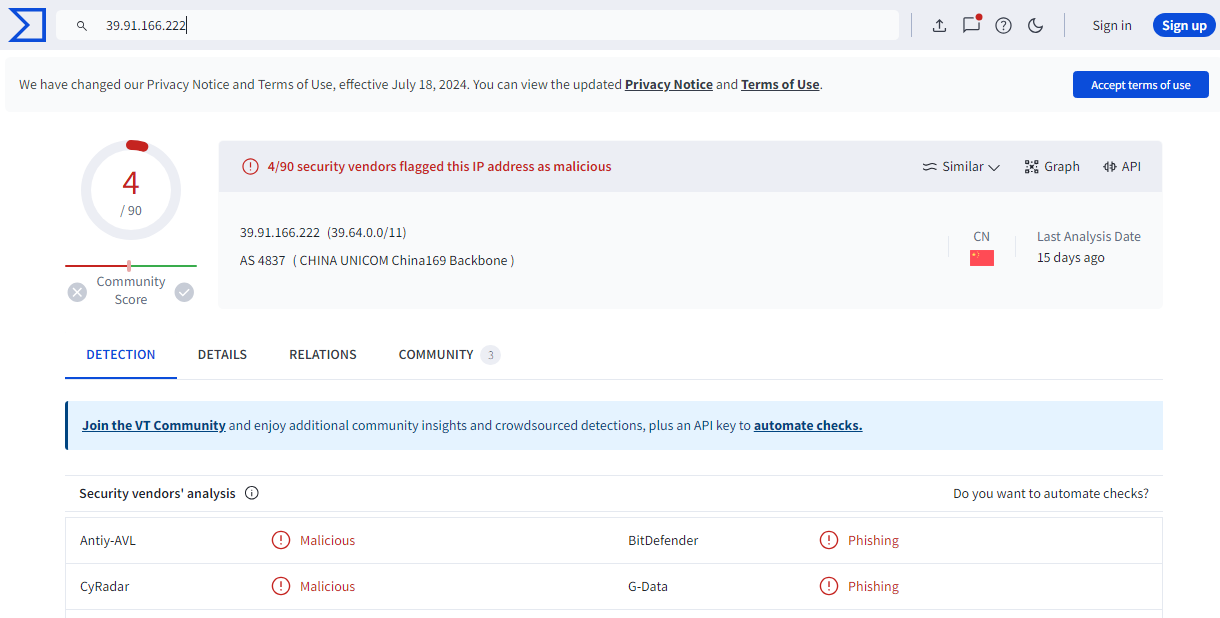 39.91.166.222
Sign in
Sign up
We have changed our Privacy Notice and Terms of Use, effective July 18, 2024. You can view the updated Privacy Notice and Terms of Use.
Accept terms of use
4
/ 90
Community
Score
4/90 security vendors flagged this IP address as malicious
Similar
Graph
API
39.91.166.222 (39.64.0.0/11)
AS 4837 ( CHINA UNICOM China169 Backbone )
CN
Last Analysis Date
15 days ago
DETECTION
DETAILS
RELATIONS
COMMUNITY 3
Join the VT Community and enjoy additional community insights and crowdsourced detections, plus an API key to automate checks.
Security vendors' analysis
Do you want to automate checks?
Antiy-AVL
Malicious
BitDefender
Phishing
CyRadar
Malicious
G-Data
Phishing